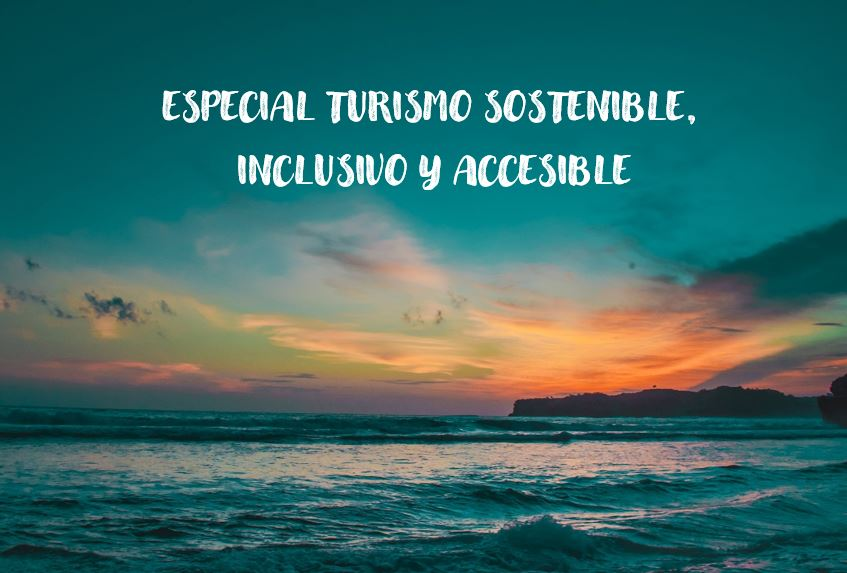 ESPECIAL TURISMO SOSTENIBLE,
INCLUSIVO Y ACCESIBLE